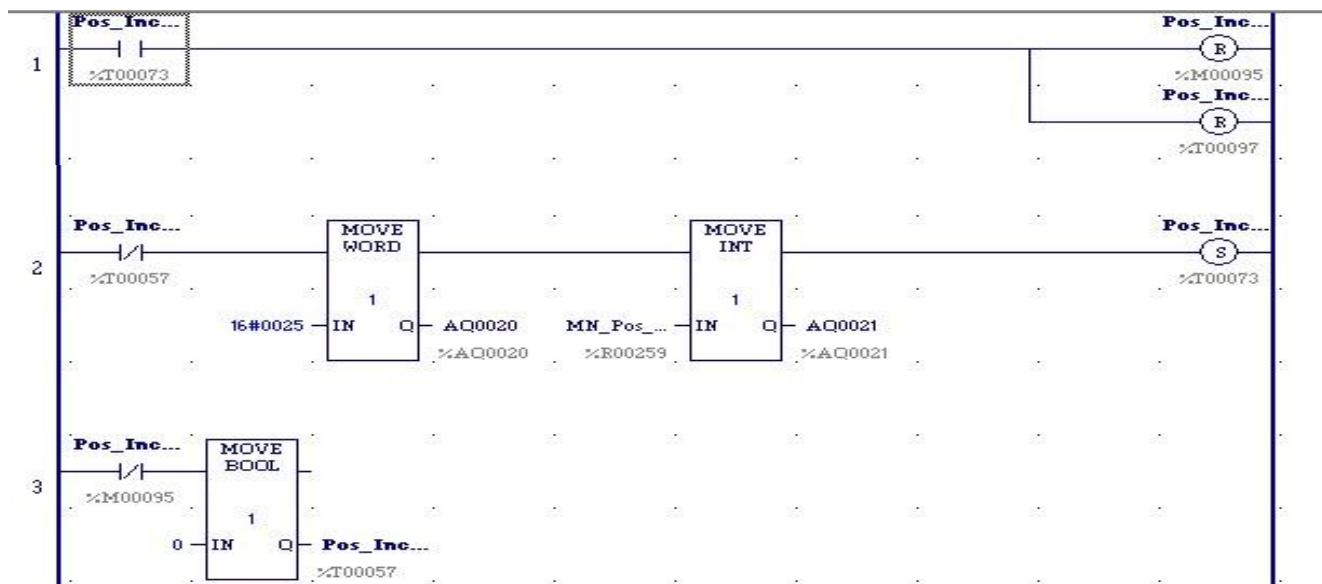 Pos_Inc... Pos_Inc...
R
1
%T00073 %M00095
Pos_Inc...
R
%T00097
Pos_Inc... MOVE MOVE Pos_Inc...
WORD INT S
2
%T00057 %T00073
1 1
16#0025 IN Q AQ0020 MN_Pos_... IN Q AQ0021
%AQ0020 %R00259 %AQ0021
Pos_Inc... MOVE
BOOL
3
%M00095
1
0 IN Q Pos_Inc...
%T00057